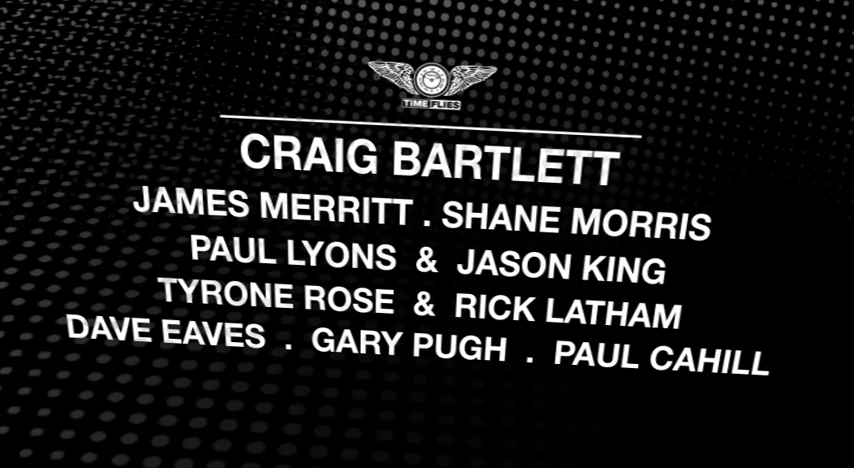 TIME FLIES
CRAIG BARTLETT
JAMES MERRITT . SHANE MORRIS
PAUL LYONS & JASON KING
TYRONE ROSE & RICK LATHAM
DAVE EAVES . GARY PUGH . PAUL CAHILL